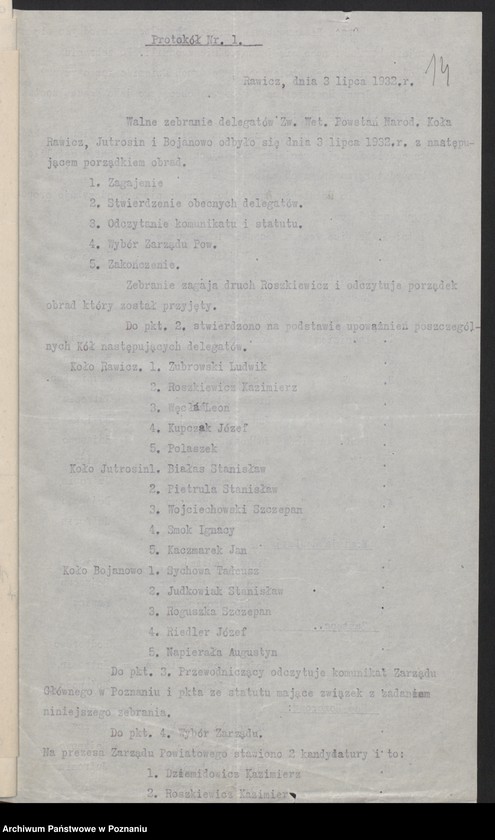 Protokół Nr. 1.
14
Rawicz, dnia 3 lipca 1932.r.
Walne zebranie delegatów Zw. Wet. Powstań Narod. Koła
Rawicz, Jutrosin i Bojanowo odbyło się dnia 3 lipca 1932.r. z następu-
jącem porządkiem obrad.
1. Zagajenie
2. Stwierdzenie obecnych delegatów.
3. Odczytanie komunikatu i statutu.
4. Wybór Zarządu Pow.
5. Zakończenie.
Zebranie zagaja druch Roszkiewicz i odczytuje porządek
obrad który został przyjęty.
Do pkt. 2. stwierdzono na podstawie upoważnień poszczegól-
nych Kół następujących delegatów.
Koło Rawicz. 1. Żebrowski Ludwik
2. Roszkiewicz Kazimierz
3. Leon
4. Kupczak Józef
5. Polaszek
Koło Jutrosin1. Białas Stanisław
2. Pietrula Stanisław
3. Wojciechowski Szczepan
4. Smok Ignacy
5. Kaczmarek Jan
Koło Bojanowo 1. Sychowa Tadeusz
2. Judkowiak Stanisław
3. Roguszka Szczepan
4. Riedler Józef
5. Napierała Augustyn
Do pkt. 3. Przewodniczący odczytuje komunikat Zarządu
Głównego w Poznaniu i pkta ze statutu mające związek z badaniem
niniejszego zebrania.
Do pkt. 4. Wybór Zarządu.
Na prezesa Zarządu Powiatowego stawiono 2 kandydatury i to:
1. Dziemidowicz Kazimierz
2. Roszkiewicz Kazimierz
Archiwum Państwowe w Poznaniu